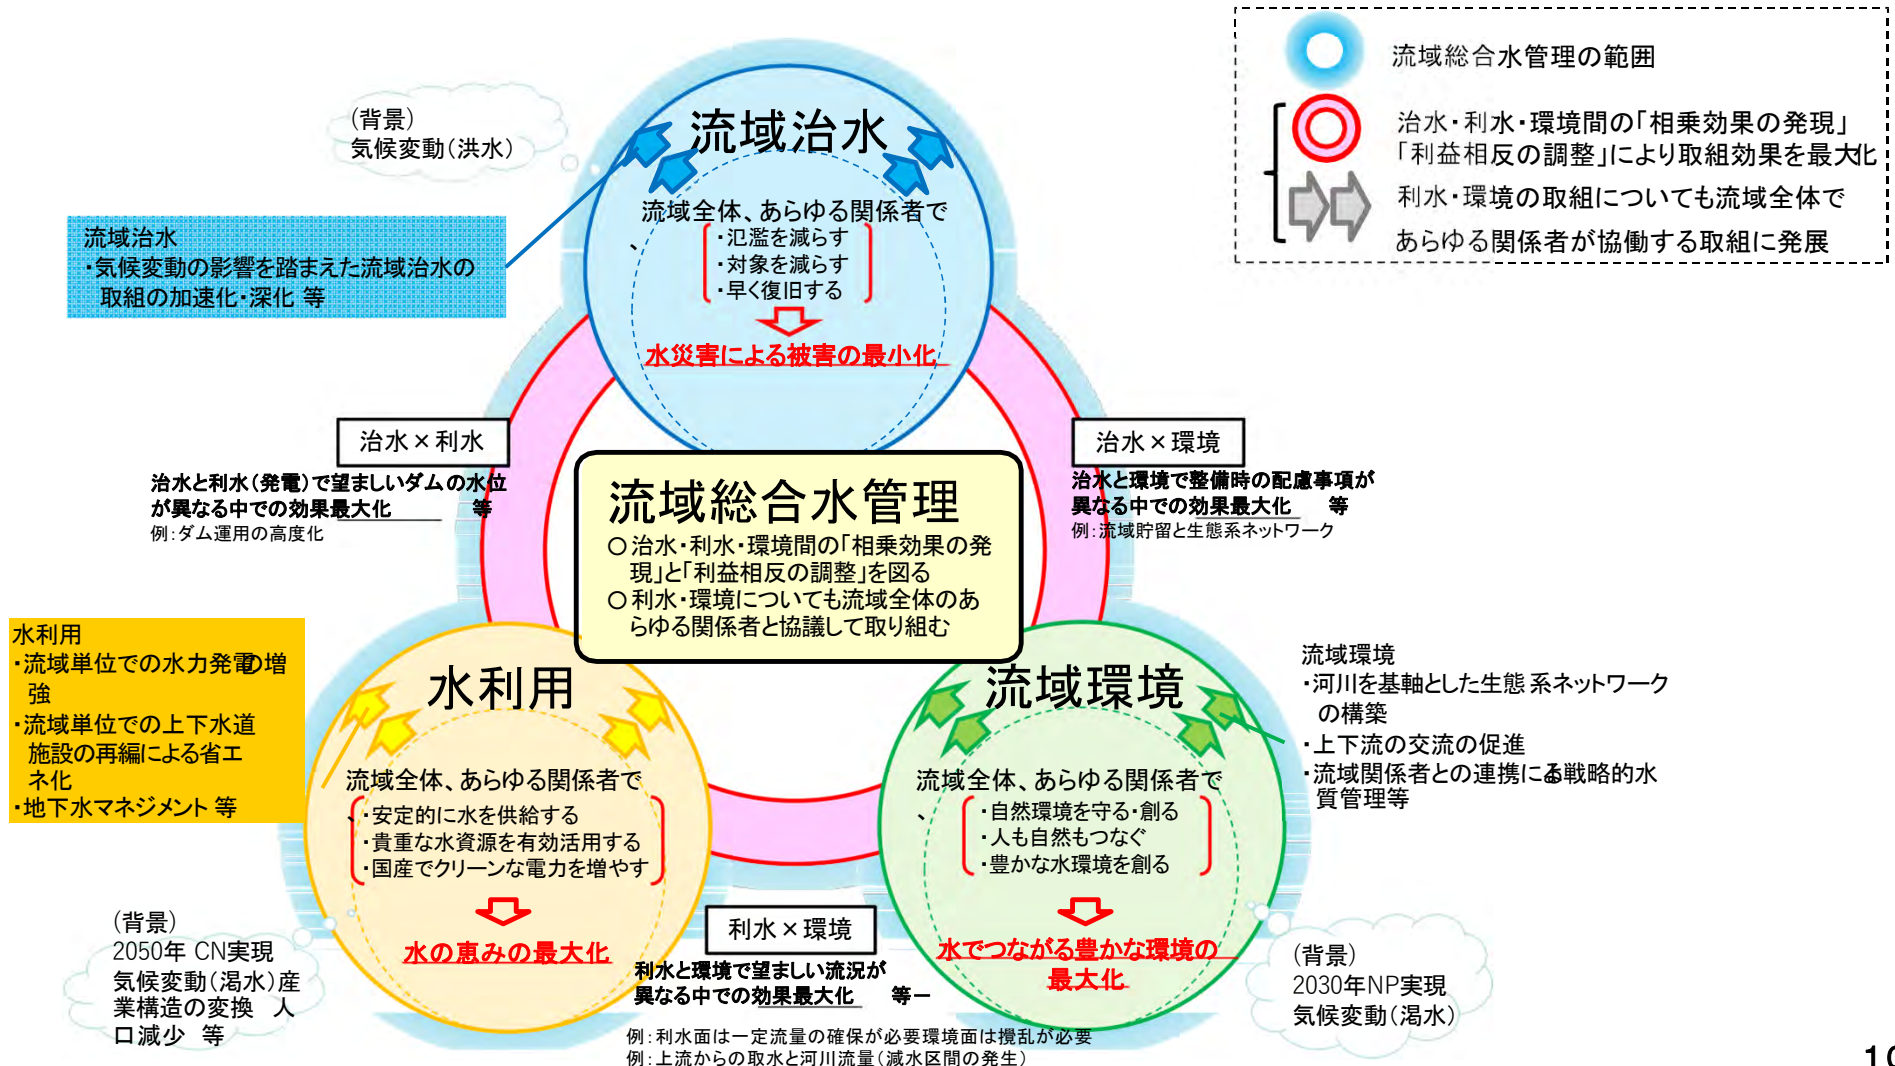 流域総合水管理の範囲
治水・利水・環境間の「相乗効果の発現」
「利益相反の調整」により取組効果を最大化
利水・環境の取組についても流域全体で
あらゆる関係者が協働する取組に発展
(背景)
気候変動(洪水)
流域治水
流域全体、あらゆる関係者で
・氾濫を減らす
・対象を減らす
・早く復旧する
水災害による被害の最小化
流域治水
・気候変動の影響を踏まえた流域治水の
取組の加速化・深化 等
治水×利水
治水と利水(発電)で望ましいダムの水位
が異なる中での効果最大化 等
例:ダム運用の高度化
治水×環境
治水と環境で整備時の配慮事項が
異なる中での効果最大化 等
例:流域貯留と生態系ネットワーク
流域総合水管理
○治水・利水・環境間の「相乗効果の発
現」と「利益相反の調整」を図る
○利水・環境についても流域全体のあ
らゆる関係者と協議して取り組む
水利用
・流域単位での水力発電の増
強
・流域単位での上下水道
施設の再編による省エ
ネ化
・地下水マネジメント 等
水利用
流域全体、あらゆる関係者で
・安定的に水を供給する
・貴重な水資源を有効活用する
・国産でクリーンな電力を増やす
水の恵みの最大化
流域環境
流域全体、あらゆる関係者で
・自然環境を守る・創る
・人も自然もつなぐ
・豊かな水環境を創る
水でつながる豊かな環境の
最大化
流域環境
・河川を基軸とした生態系ネットワーク
の構築
・上下流の交流の促進
・流域関係者との連携による戦略的水
質管理等
(背景)
2050年 CN実現
気候変動(渇水)産
業構造の変換 人
口減少 等
利水×環境
利水と環境で望ましい流況が
異なる中での効果最大化 等－
例:利水面は一定流量の確保が必要環境面は攪乱が必要
例:上流からの取水と河川流量(減水区間の発生)
(背景)
2030年NP実現
気候変動(渇水)